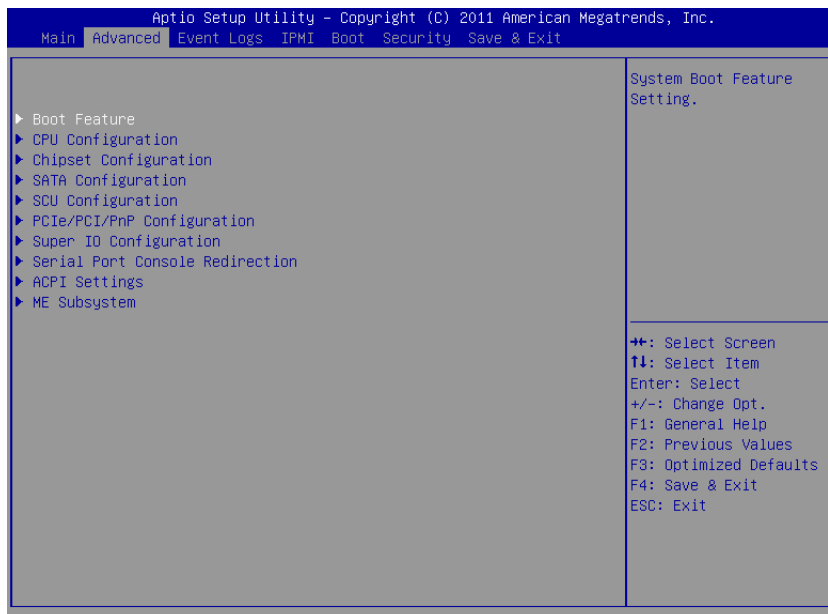 Aptio Setup Utility – Copyright (C) 2011 American Megatrends, Inc.
Main Advanced Event Logs IPMI Boot Security Save & Exit
Boot Feature
CPU Configuration
Chipset Configuration
SATA Configuration
SCU Configuration
PCIe/PCI/PnP Configuration
Super IO Configuration
Serial Port Console Redirection
ACPI Settings
ME Subsystem
System Boot Feature
Setting.
→←: Select Screen
↑↓: Select Item
Enter: Select
+/-: Change Opt.
F1: General Help
F2: Previous Values
F3: Optimized Defaults
F4: Save & Exit
ESC: Exit